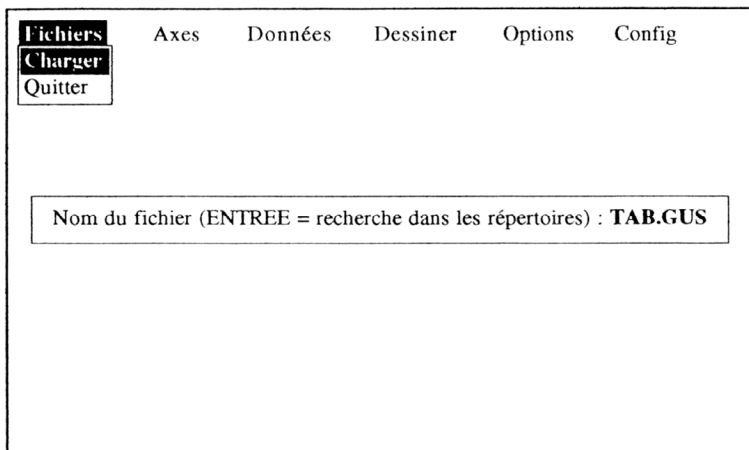 Fichiers Axes Données Dessiner Options Config
Charger
Quitter
Nom du fichier (ENTREE = recherche dans les répertoires) : TAB.GUS